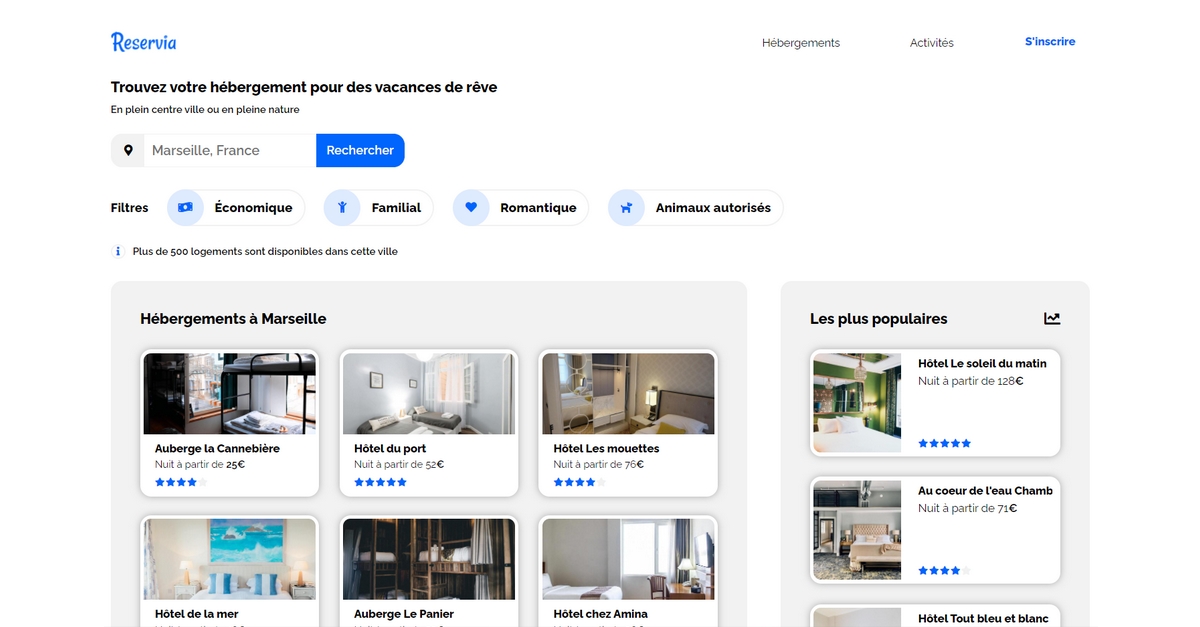 Reservia
Hébergements
Activités
S'inscrire
Trouvez votre hébergement pour des vacances de rêve
En plein centre ville ou en pleine nature
Marseille, France
Rechercher
Filtres
Économique
Familial
Romantique
Animaux autorisés
Plus de 500 logements sont disponibles dans cette ville
Hébergements à Marseille
Auberge la Cannebière
Nuit à partir de 25€
Hôtel du port
Nuit à partir de 52€
Hôtel Les mouettes
Nuit à partir de 76€
Hôtel de la mer
Auberge Le Panier
Hôtel chez Amina
Les plus populaires
Hôtel Le soleil du matin
Nuit à partir de 128€
Au coeur de l'eau Chamb
Nuit à partir de 71€
Hôtel Tout bleu et blanc